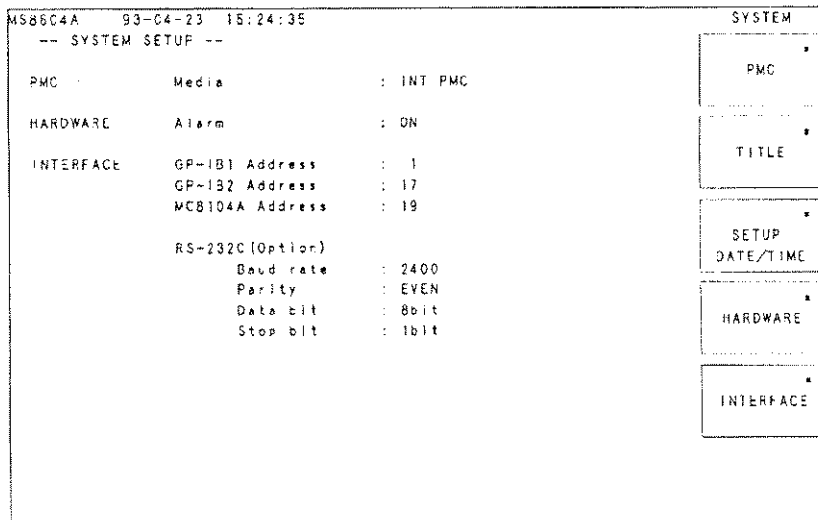 MS8604A 93-04-23 15:24:35
-- SYSTEM SETUP --
PMC Media : INT PMC
HARDWARE Alarm : ON
INTERFACE GP-IB1 Address : 1
GP-IB2 Address : 17
MC8104A Address : 19
RS-232C(Option)
Baud rate : 2400
Parity : EVEN
Data bit : 8bit
Stop bit : 1bit
SYSTEM
*
PMC
*
TITLE
*
SETUP
DATE/TIME
*
HARDWARE
*
INTERFACE